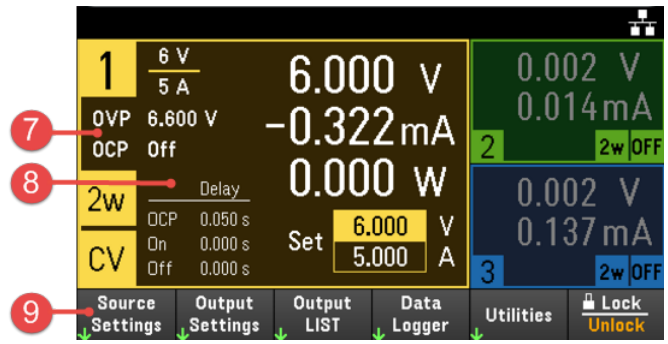 1
6 V
5 A
6.000 V
-0.322 mA
0.000 W
7
OVP 6.600 V
OCP Off
8
2w
CV
Delay
OCP 0.050 s
On 0.000 s
Off 0.000 s
Set
6.000 V
5.000 A
0.002 V
0.014 mA
2
2w OFF
0.002 V
0.137 mA
3
2w OFF
9
Source
Settings
Output
Settings
Output
LIST
Data
Logger
Utilities
Lock
Unlock